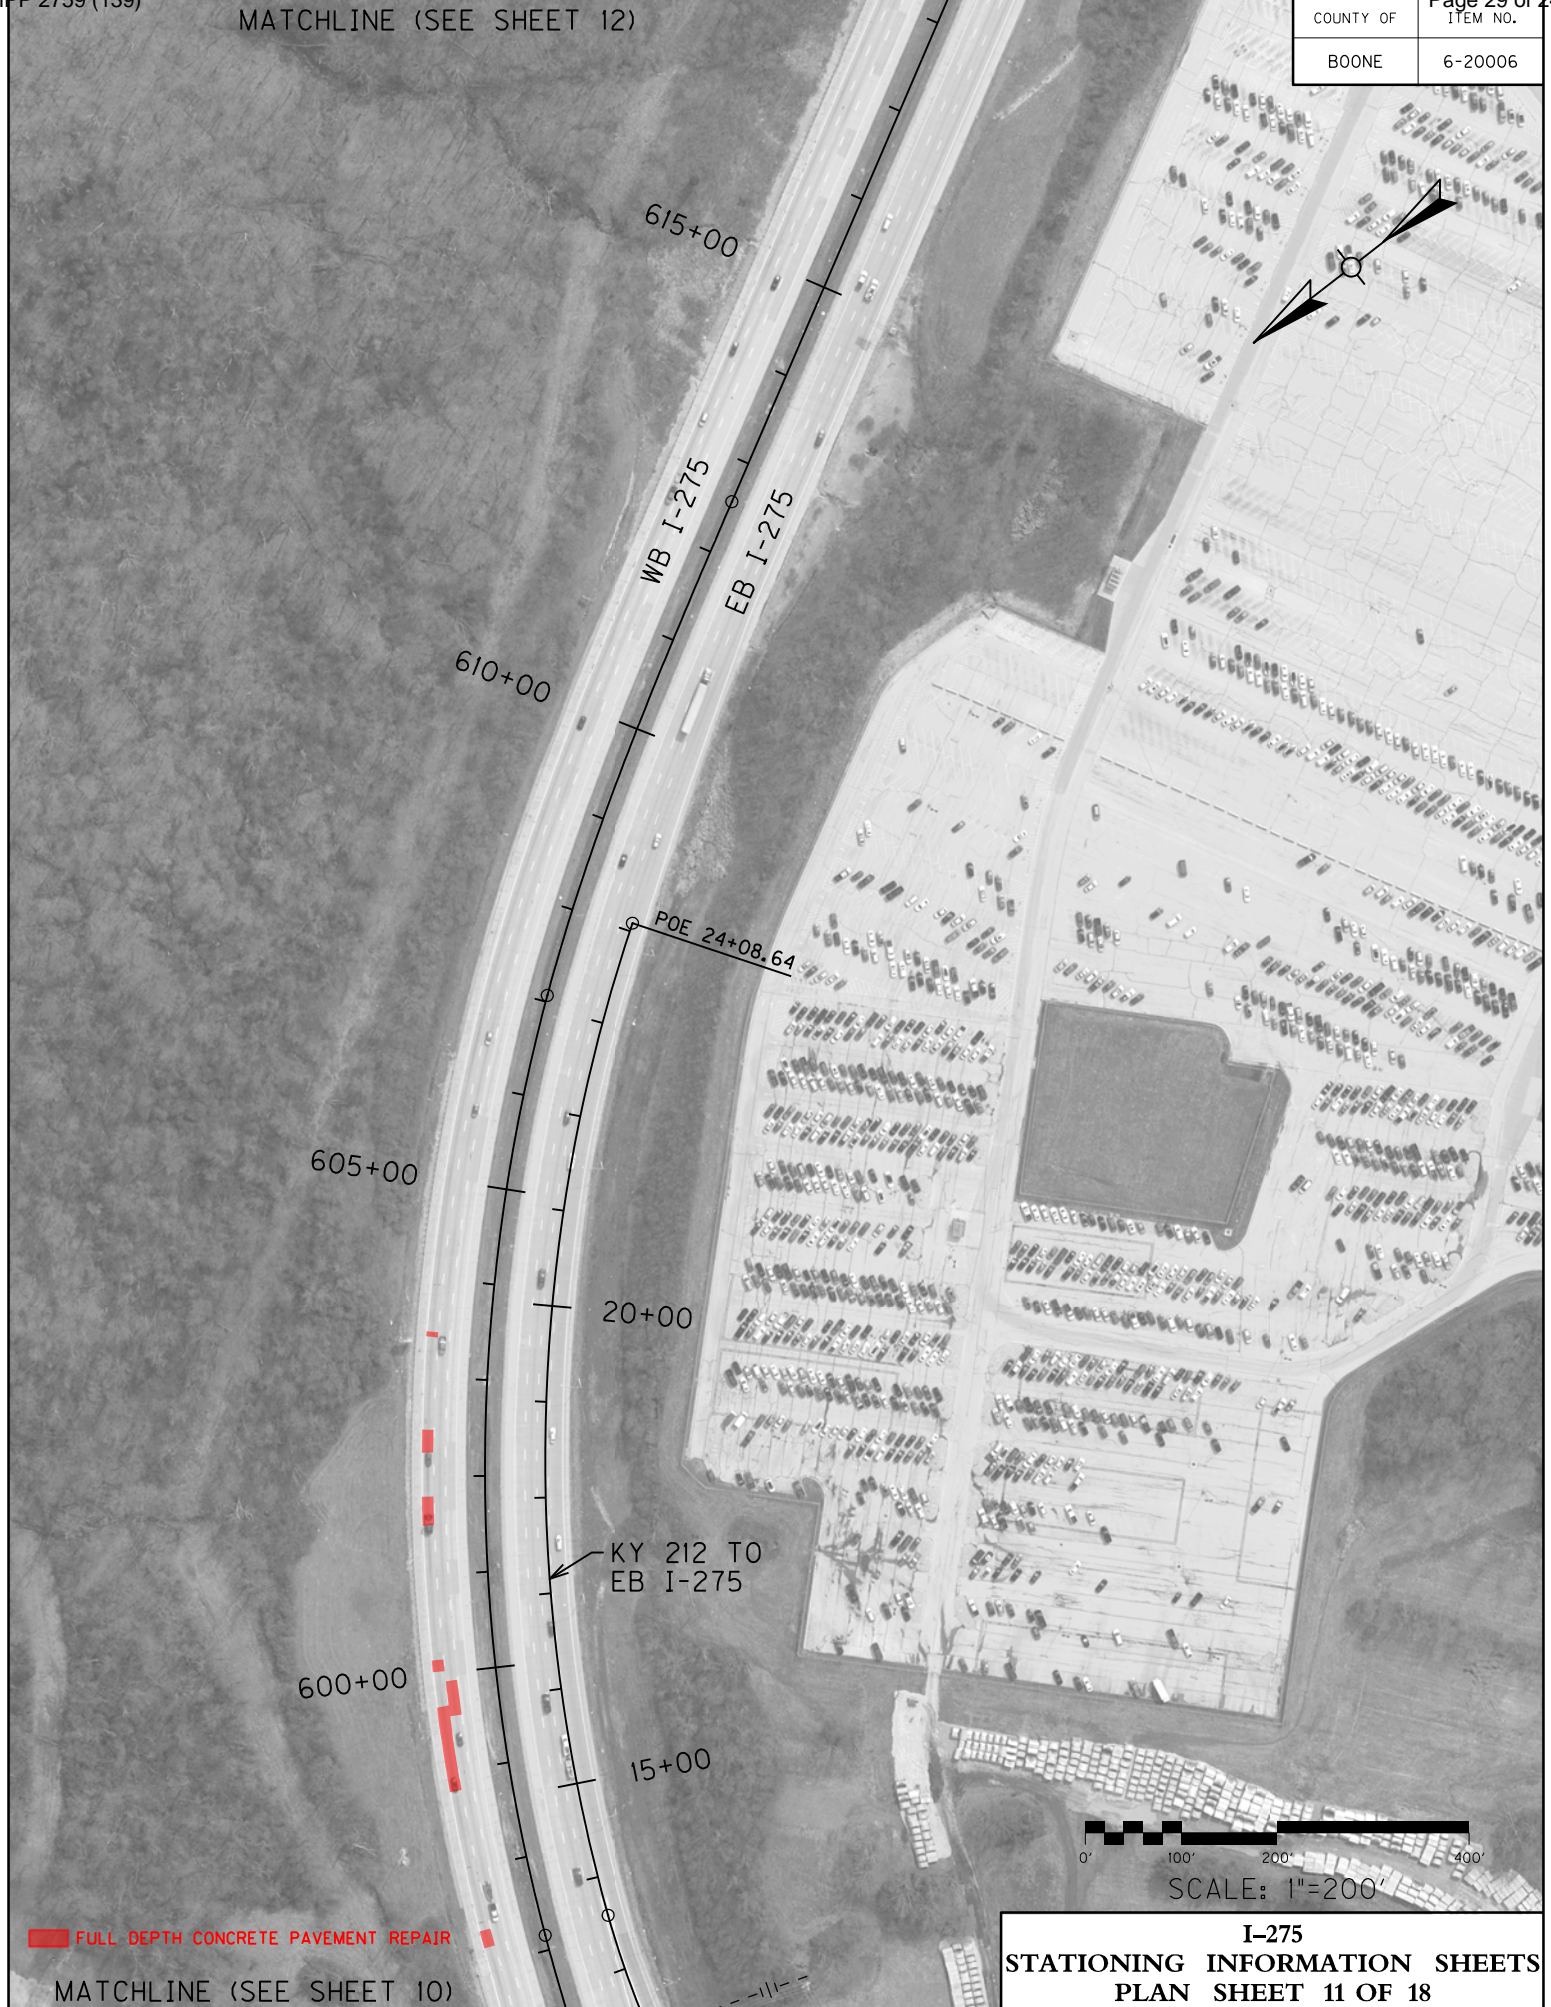 MATCHLINE (SEE SHEET 12)
Page 29 of
COUNTY OF
ITEM NO.
BOONE
6-20006
615+00
WB I-275
EB I-275
610+00
POE 24+08.64
605+00
20+00
KY 212 TO
EB I-275
600+00
15+00
0'
100'
200'
400'
SCALE: 1"=200'
FULL DEPTH CONCRETE PAVEMENT REPAIR
MATCHLINE (SEE SHEET 10)
I-275
STATIONING INFORMATION SHEETS
PLAN SHEET 11 OF 18